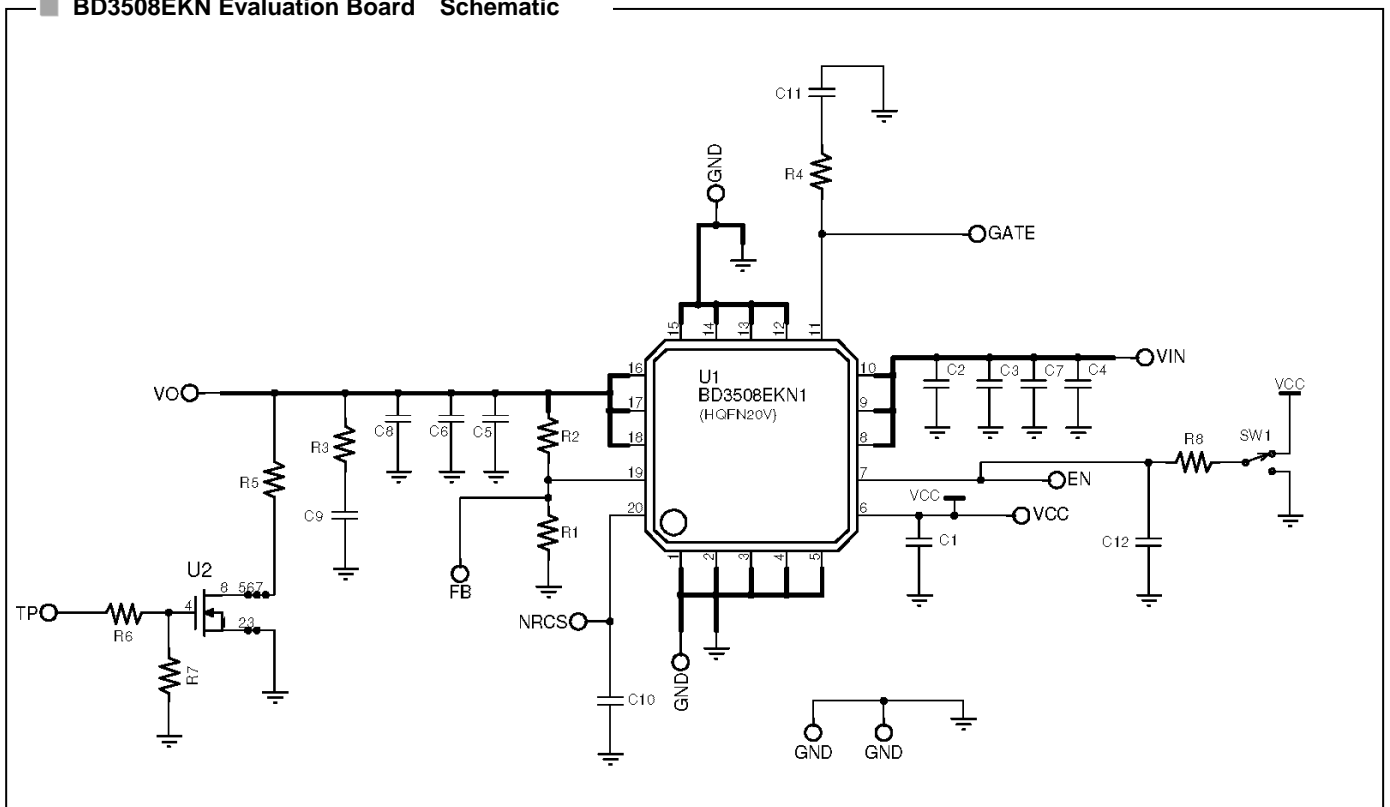 BD3508EKN Evaluation Board Schematic
C11
R4
GND
GATE
15
14
13
12
11
VO
16
17
18
19
20
U1
BD3508EKN1
(HQFN20V)
10
9
8
7
6
VIN
C2
C3
C7
C4
VCC
R8
SW1
EN
VCC
VCC
C1
C12
R3
C8
C6
C5
R2
R5
C9
R1
FB
1
2
3
4
5
U2
8
567
4
23
TP
R6
R7
NRCS
GND
C10
GND
GND